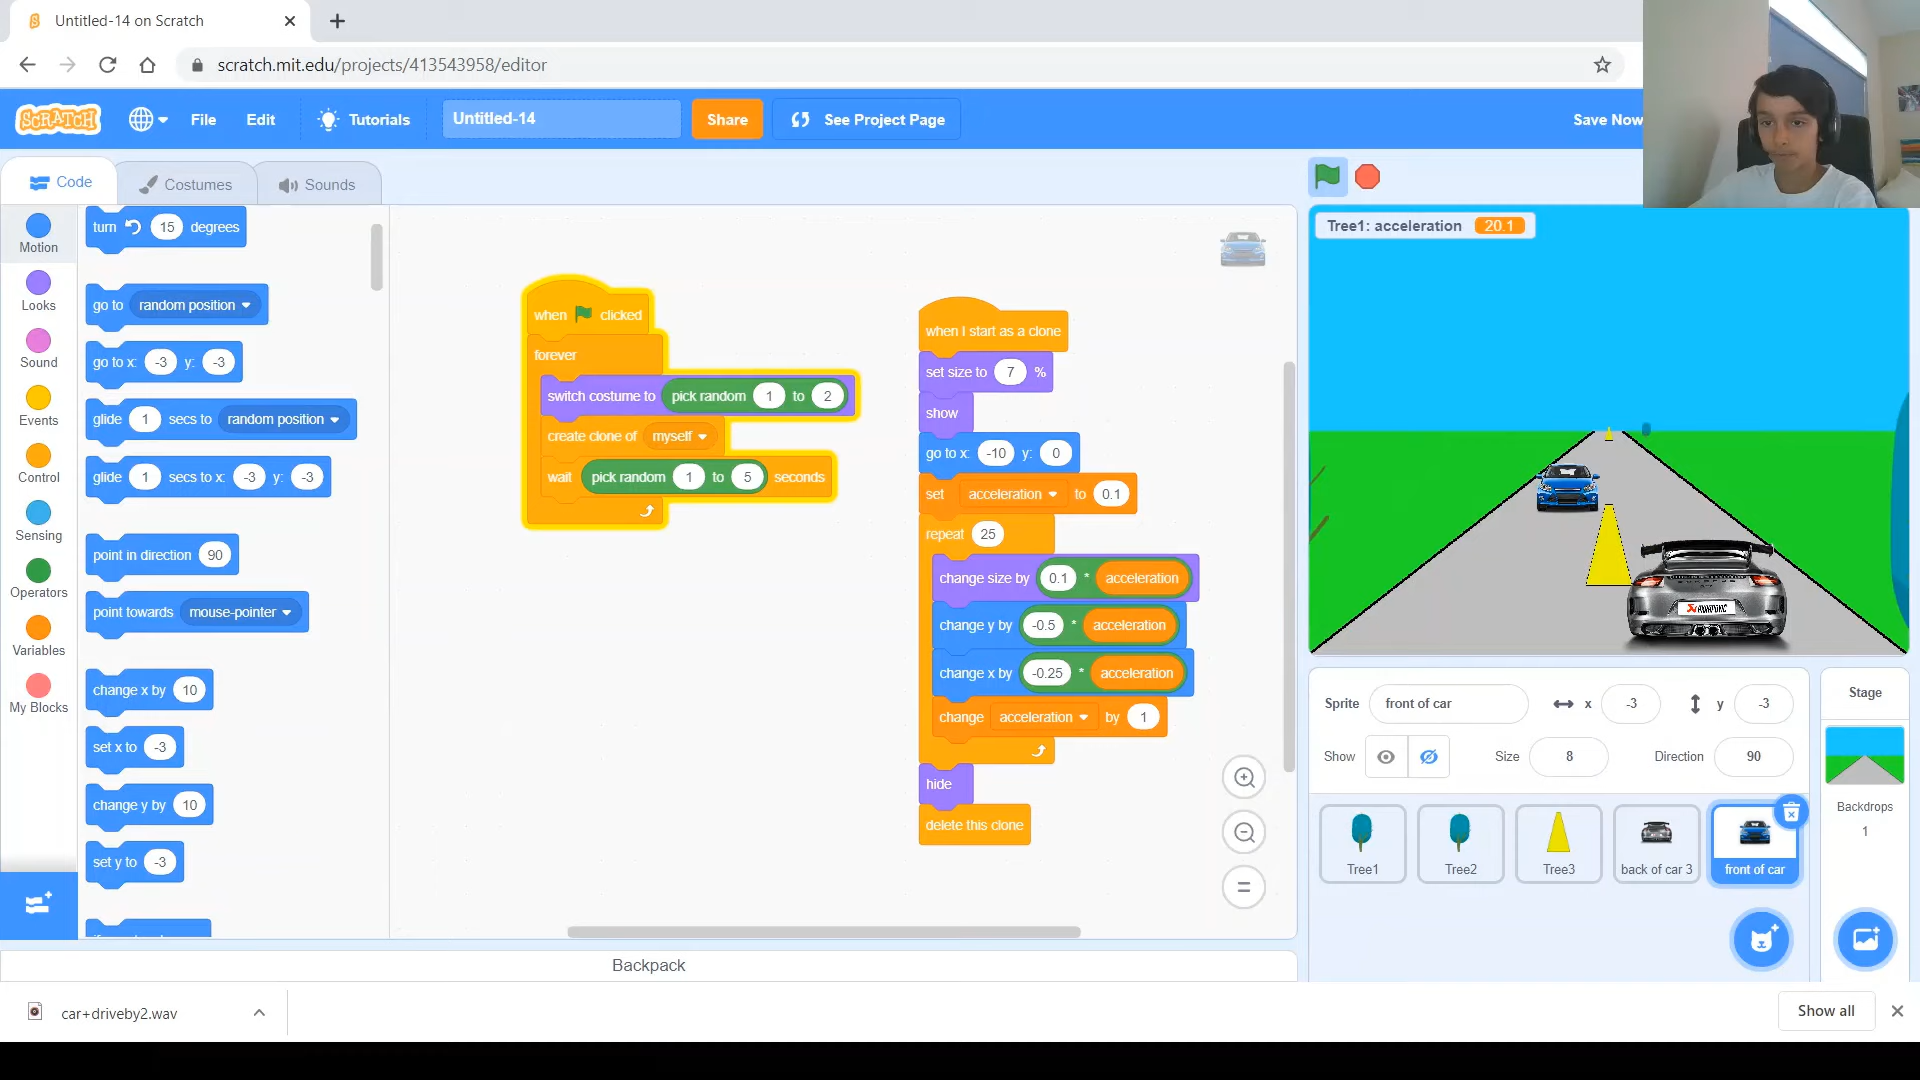 Untitled-14 on Scratch
scratch.mit.edu/projects/413543958/editor
SCRATCH
File
Edit
Tutorials
Untitled-14
Share
See Project Page
Save Now
Code
Costumes
Sounds
Motion
Looks
Sound
Events
Control
Sensing
Operators
Variables
My Blocks
turn 15 degrees
go to random position
go to x: -3 y: -3
glide 1 secs to random position
glide 1 secs to x: -3 y: -3
point in direction 90
point towards mouse-pointer
change x by 10
set x to -3
change y by 10
set y to -3
when clicked
forever
switch costume to pick random 1 to 2
create clone of myself
wait pick random 1 to 5 seconds
when I start as a clone
set size to 7 %
show
go to x: -10 y: 0
set acceleration to 0.1
repeat 25
change size by 0.1 * acceleration
change y by -0.5 * acceleration
change x by -0.25 * acceleration
change acceleration by 1
hide
delete this clone
Tree1: acceleration 20.1
Sprite front of car x -3 y -3
Show Size 8 Direction 90
Tree1
Tree2
Tree3
back of car 3
front of car
Stage
Backdrops
1
Backpack
car+driveby2.wav
Show all